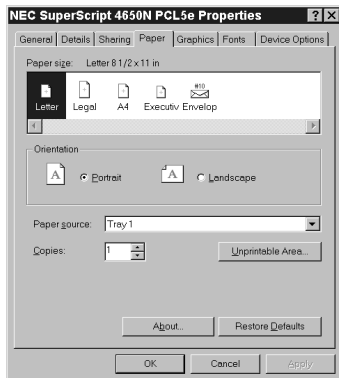 NEC SuperScript 4650N PCL5e Properties
General Details Sharing Paper Graphics Fonts Device Options
Paper size: Letter 8 1/2 x 11 in
#10
Letter Legal A4 Executiv Envelop
Orientation
A Portrait A Landscape
Paper source: Tray1
Copies: 1 Unprintable Area...
About... Restore Defaults
OK Cancel Apply